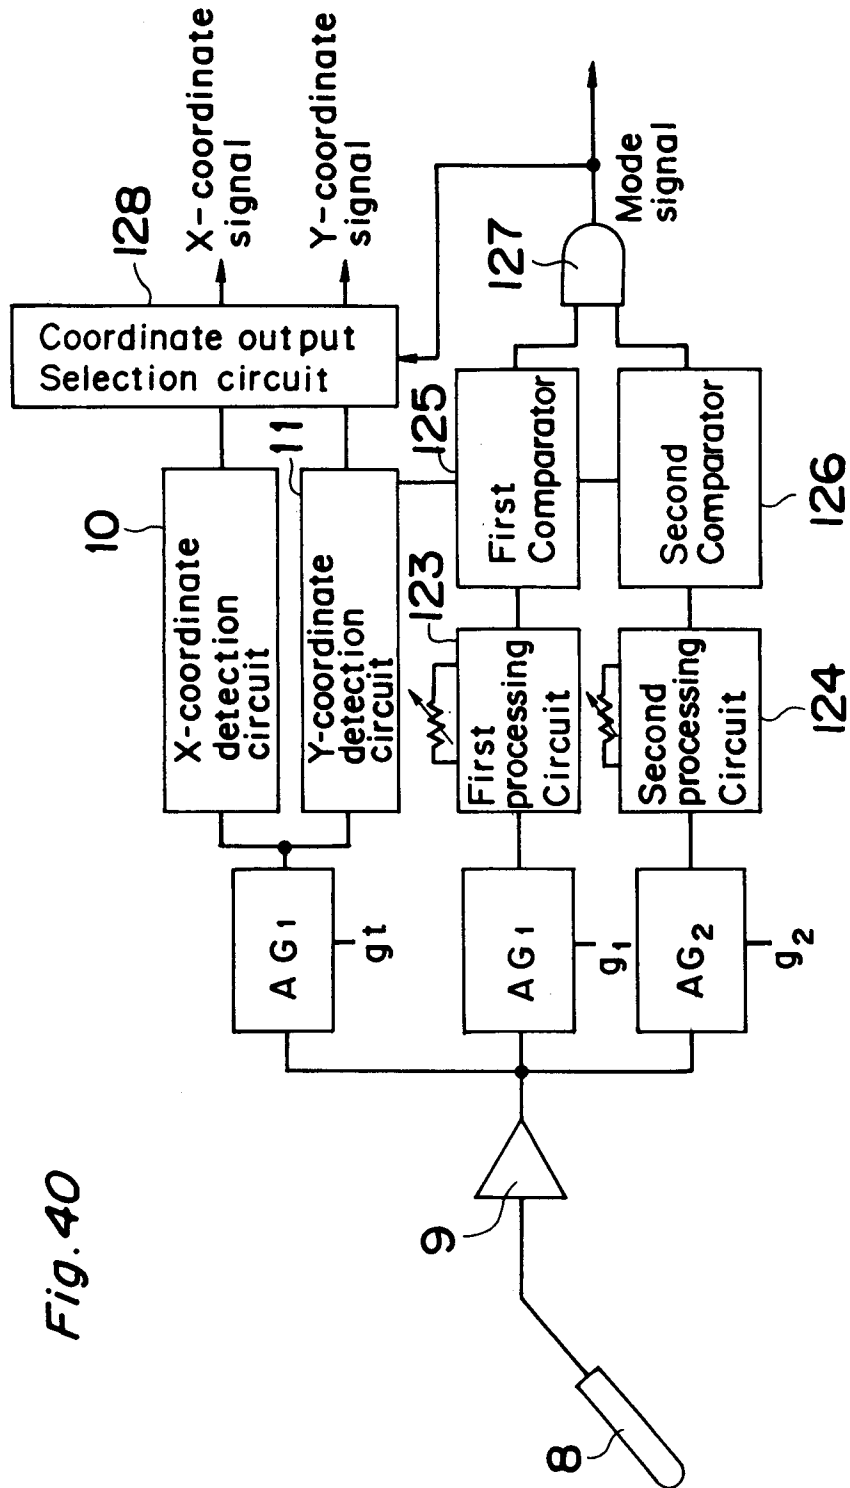 Fig. 40
8
9
A G1
gt
AG1
g1
AG2
g2
10
X-coordinate
detection
circuit
11
Y-coordinate
detection
circuit
123
First
processing
Circuit
124
Second
processing
Circuit
125
First
Comparator
126
Second
Comparator
127
Mode
signal
128
Coordinate output
Selection circuit
X-coordinate
signal
Y-coordinate
signal